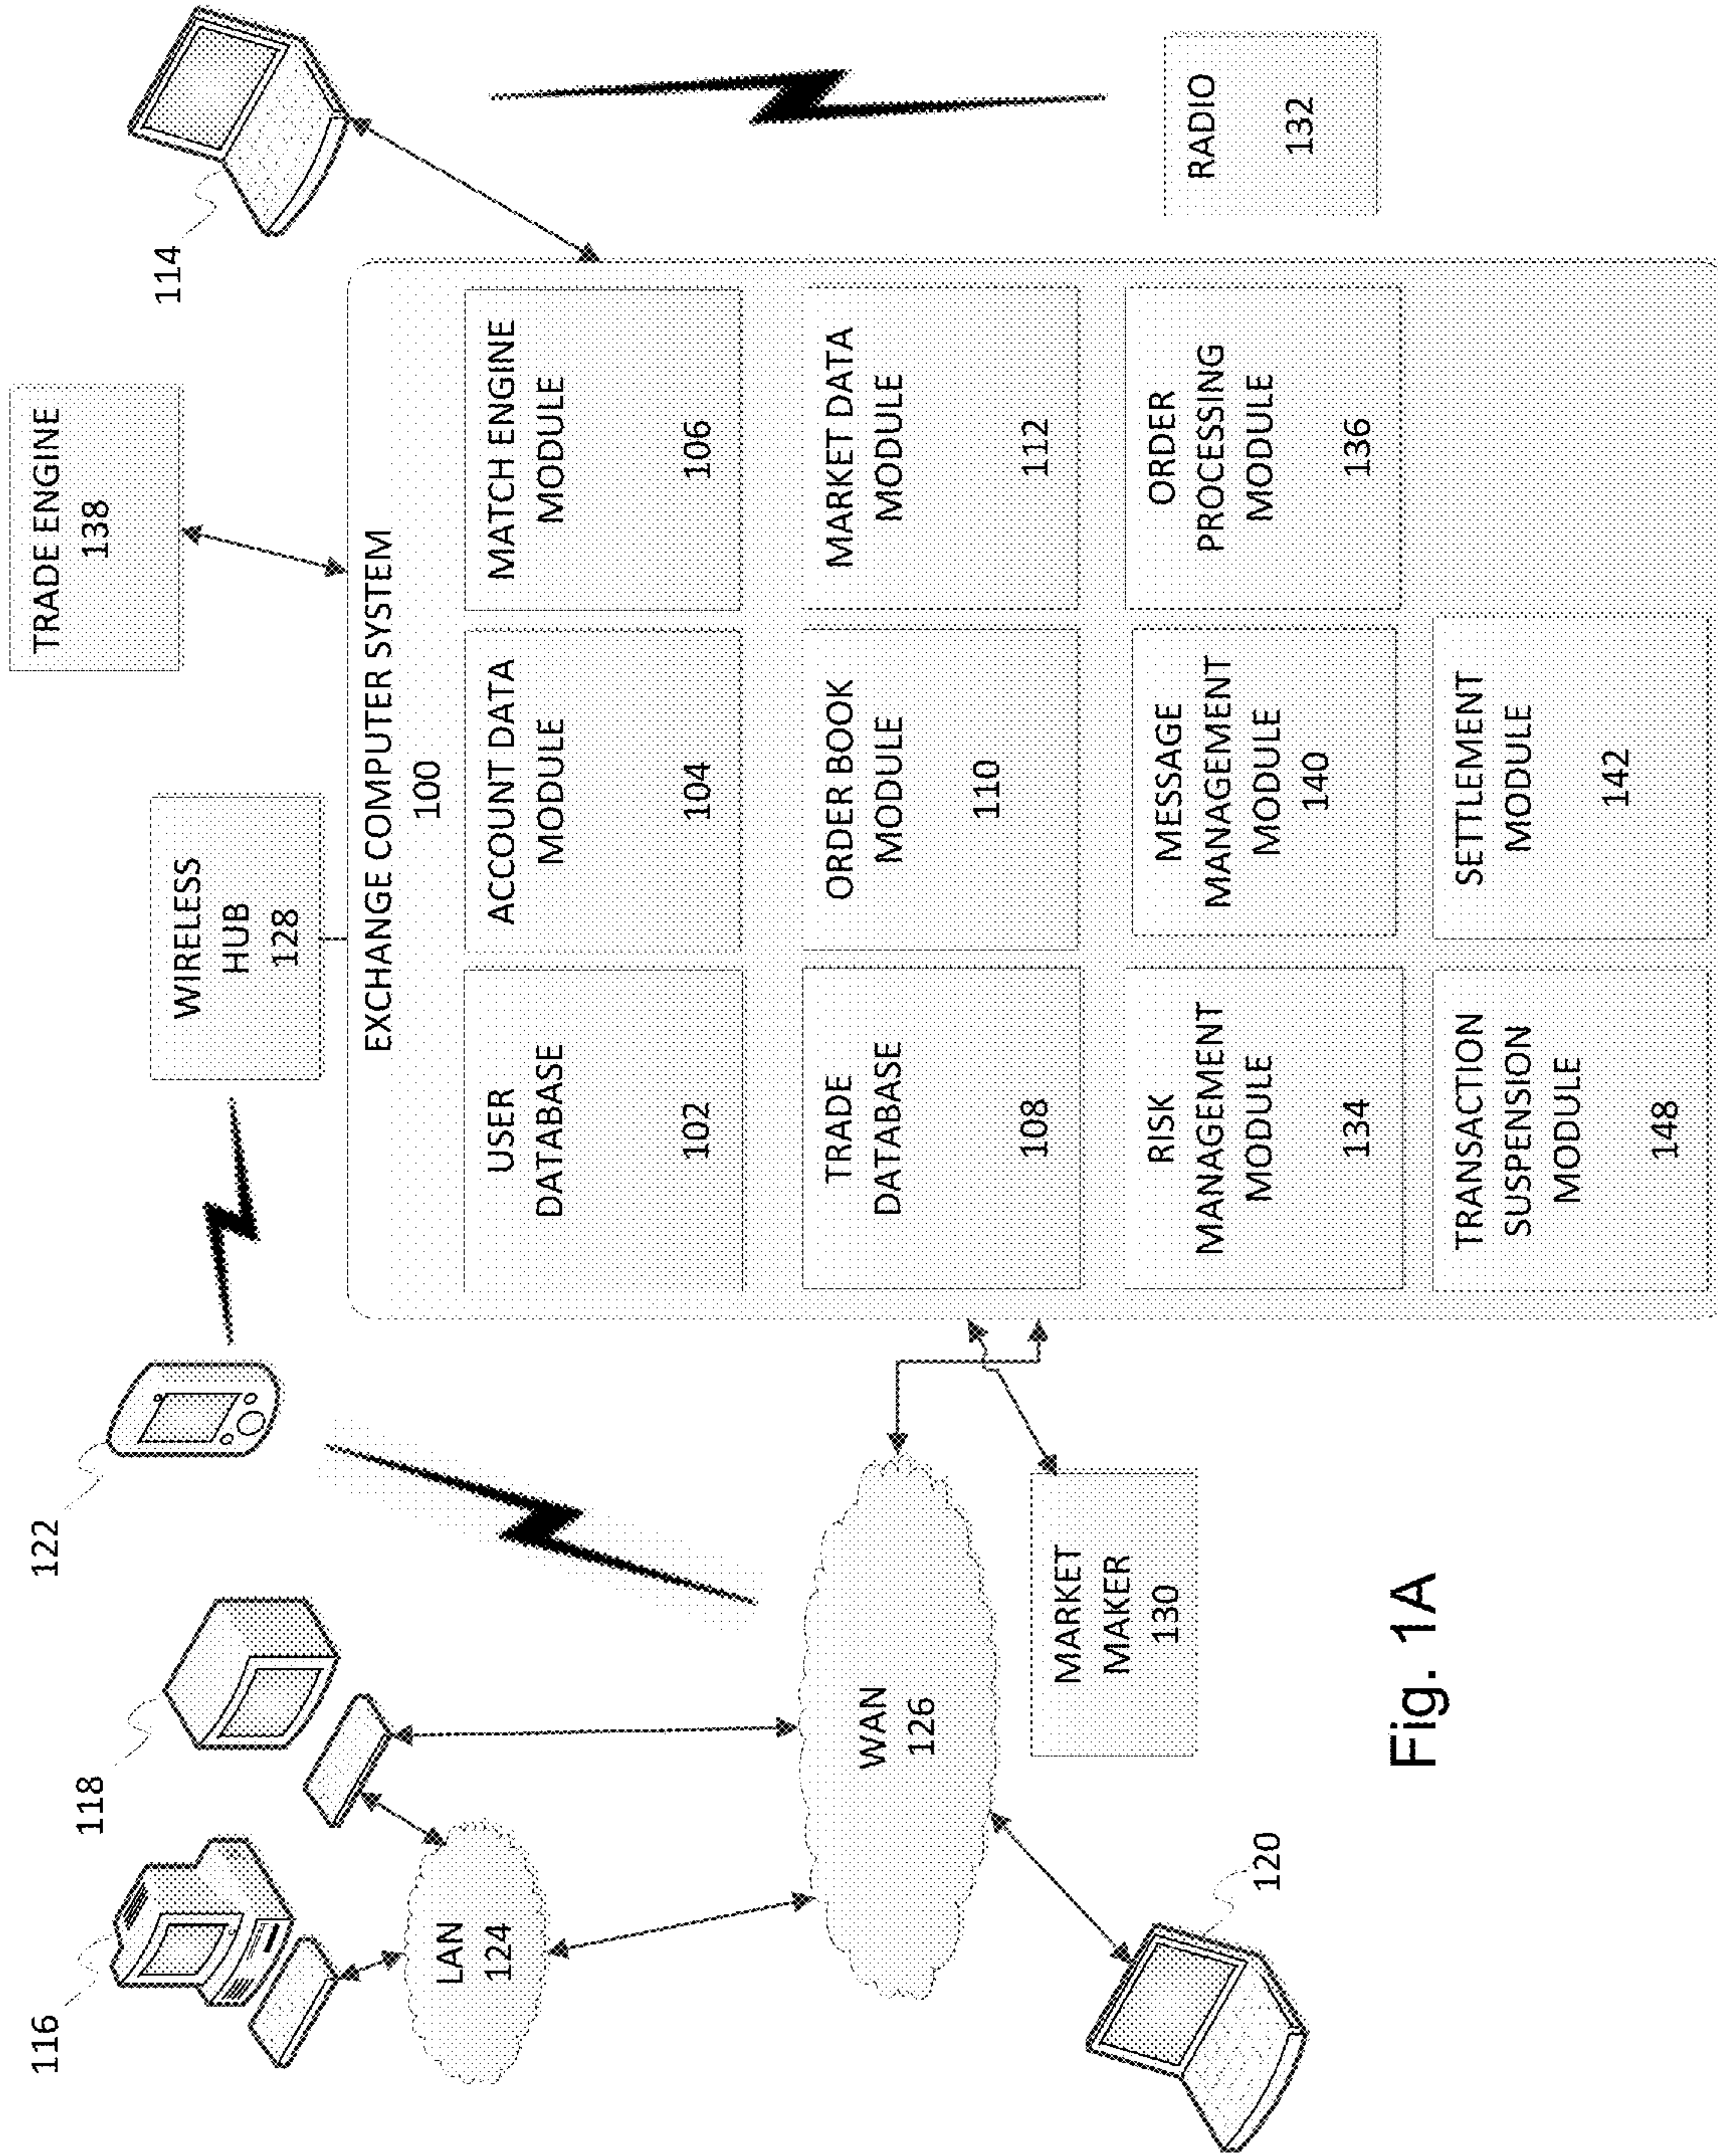 116
118
122
WIRELESS
HUB
128
TRADE ENGINE
138
114
LAN
124
EXCHANGE COMPUTER SYSTEM
100
USER
DATABASE
102
ACCOUNT DATA
MODULE
104
MATCH ENGINE
MODULE
106
WAN
126
TRADE
DATABASE
108
ORDER BOOK
MODULE
110
MARKET DATA
MODULE
112
MARKET
MAKER
130
RISK
MANAGEMENT
MODULE
134
MESSAGE
MANAGEMENT
MODULE
140
ORDER
PROCESSING
MODULE
136
RADIO
132
120
TRANSACTION
SUSPENSION
MODULE
148
SETTLEMENT
MODULE
142
Fig. 1A